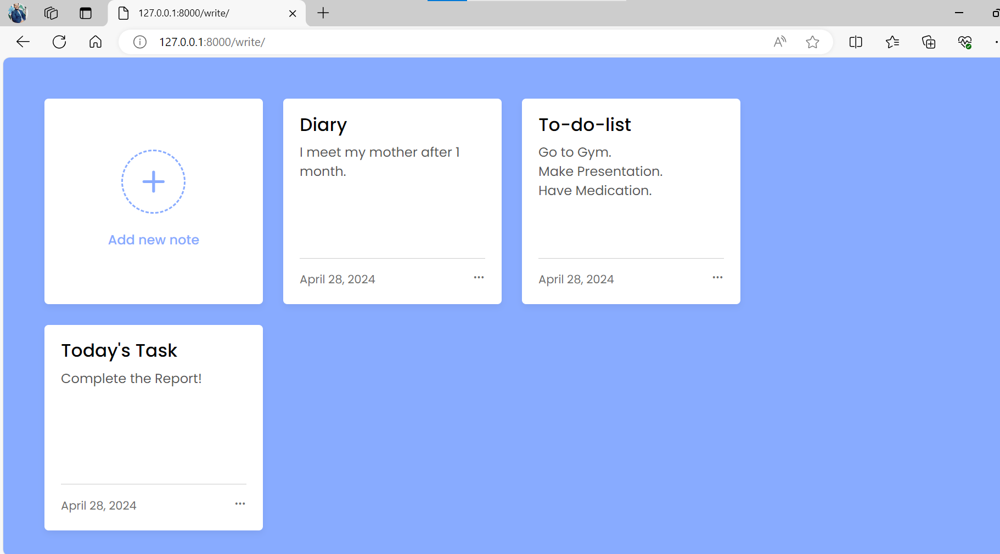 127.0.0.1:8000/write/
127.0.0.1:8000/write/
Add new note
Diary
I meet my mother after 1
month.
April 28, 2024
To-do-list
Go to Gym.
Make Presentation.
Have Medication.
April 28, 2024
Today's Task
Complete the Report!
April 28, 2024